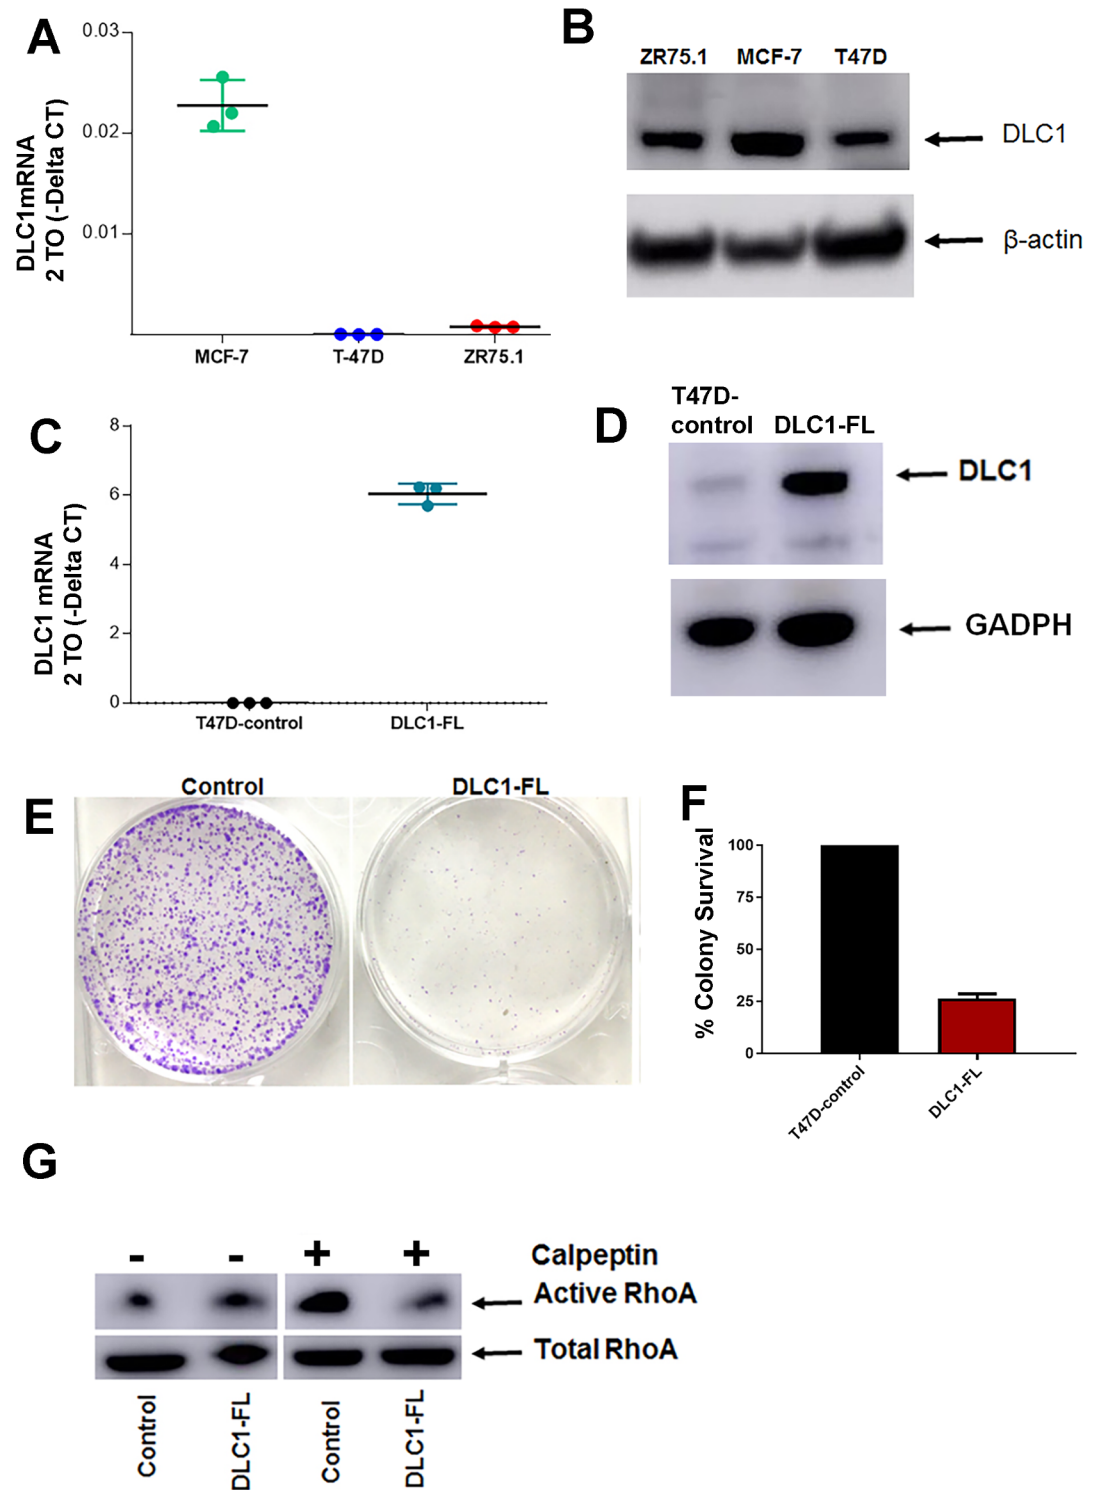 A
0.03
0.02
0.01
DLC1mRNA
2 TO (-Delta CT)
MCF-7 T-47D ZR75.1
B
ZR75.1 MCF-7 T47D
DLC1
β-actin
C
8
6
4
2
0
DLC1 mRNA
2 TO (-Delta CT)
T47D-control DLC1-FL
D
T47D-
control DLC1-FL
DLC1
GADPH
E
Control DLC1-FL
F
100
75
50
25
0
% Colony Survival
T47D-control DLC1-FL
G
- - + + Calpeptin
Active RhoA
Total RhoA
Control DLC1-FL Control DLC1-FL